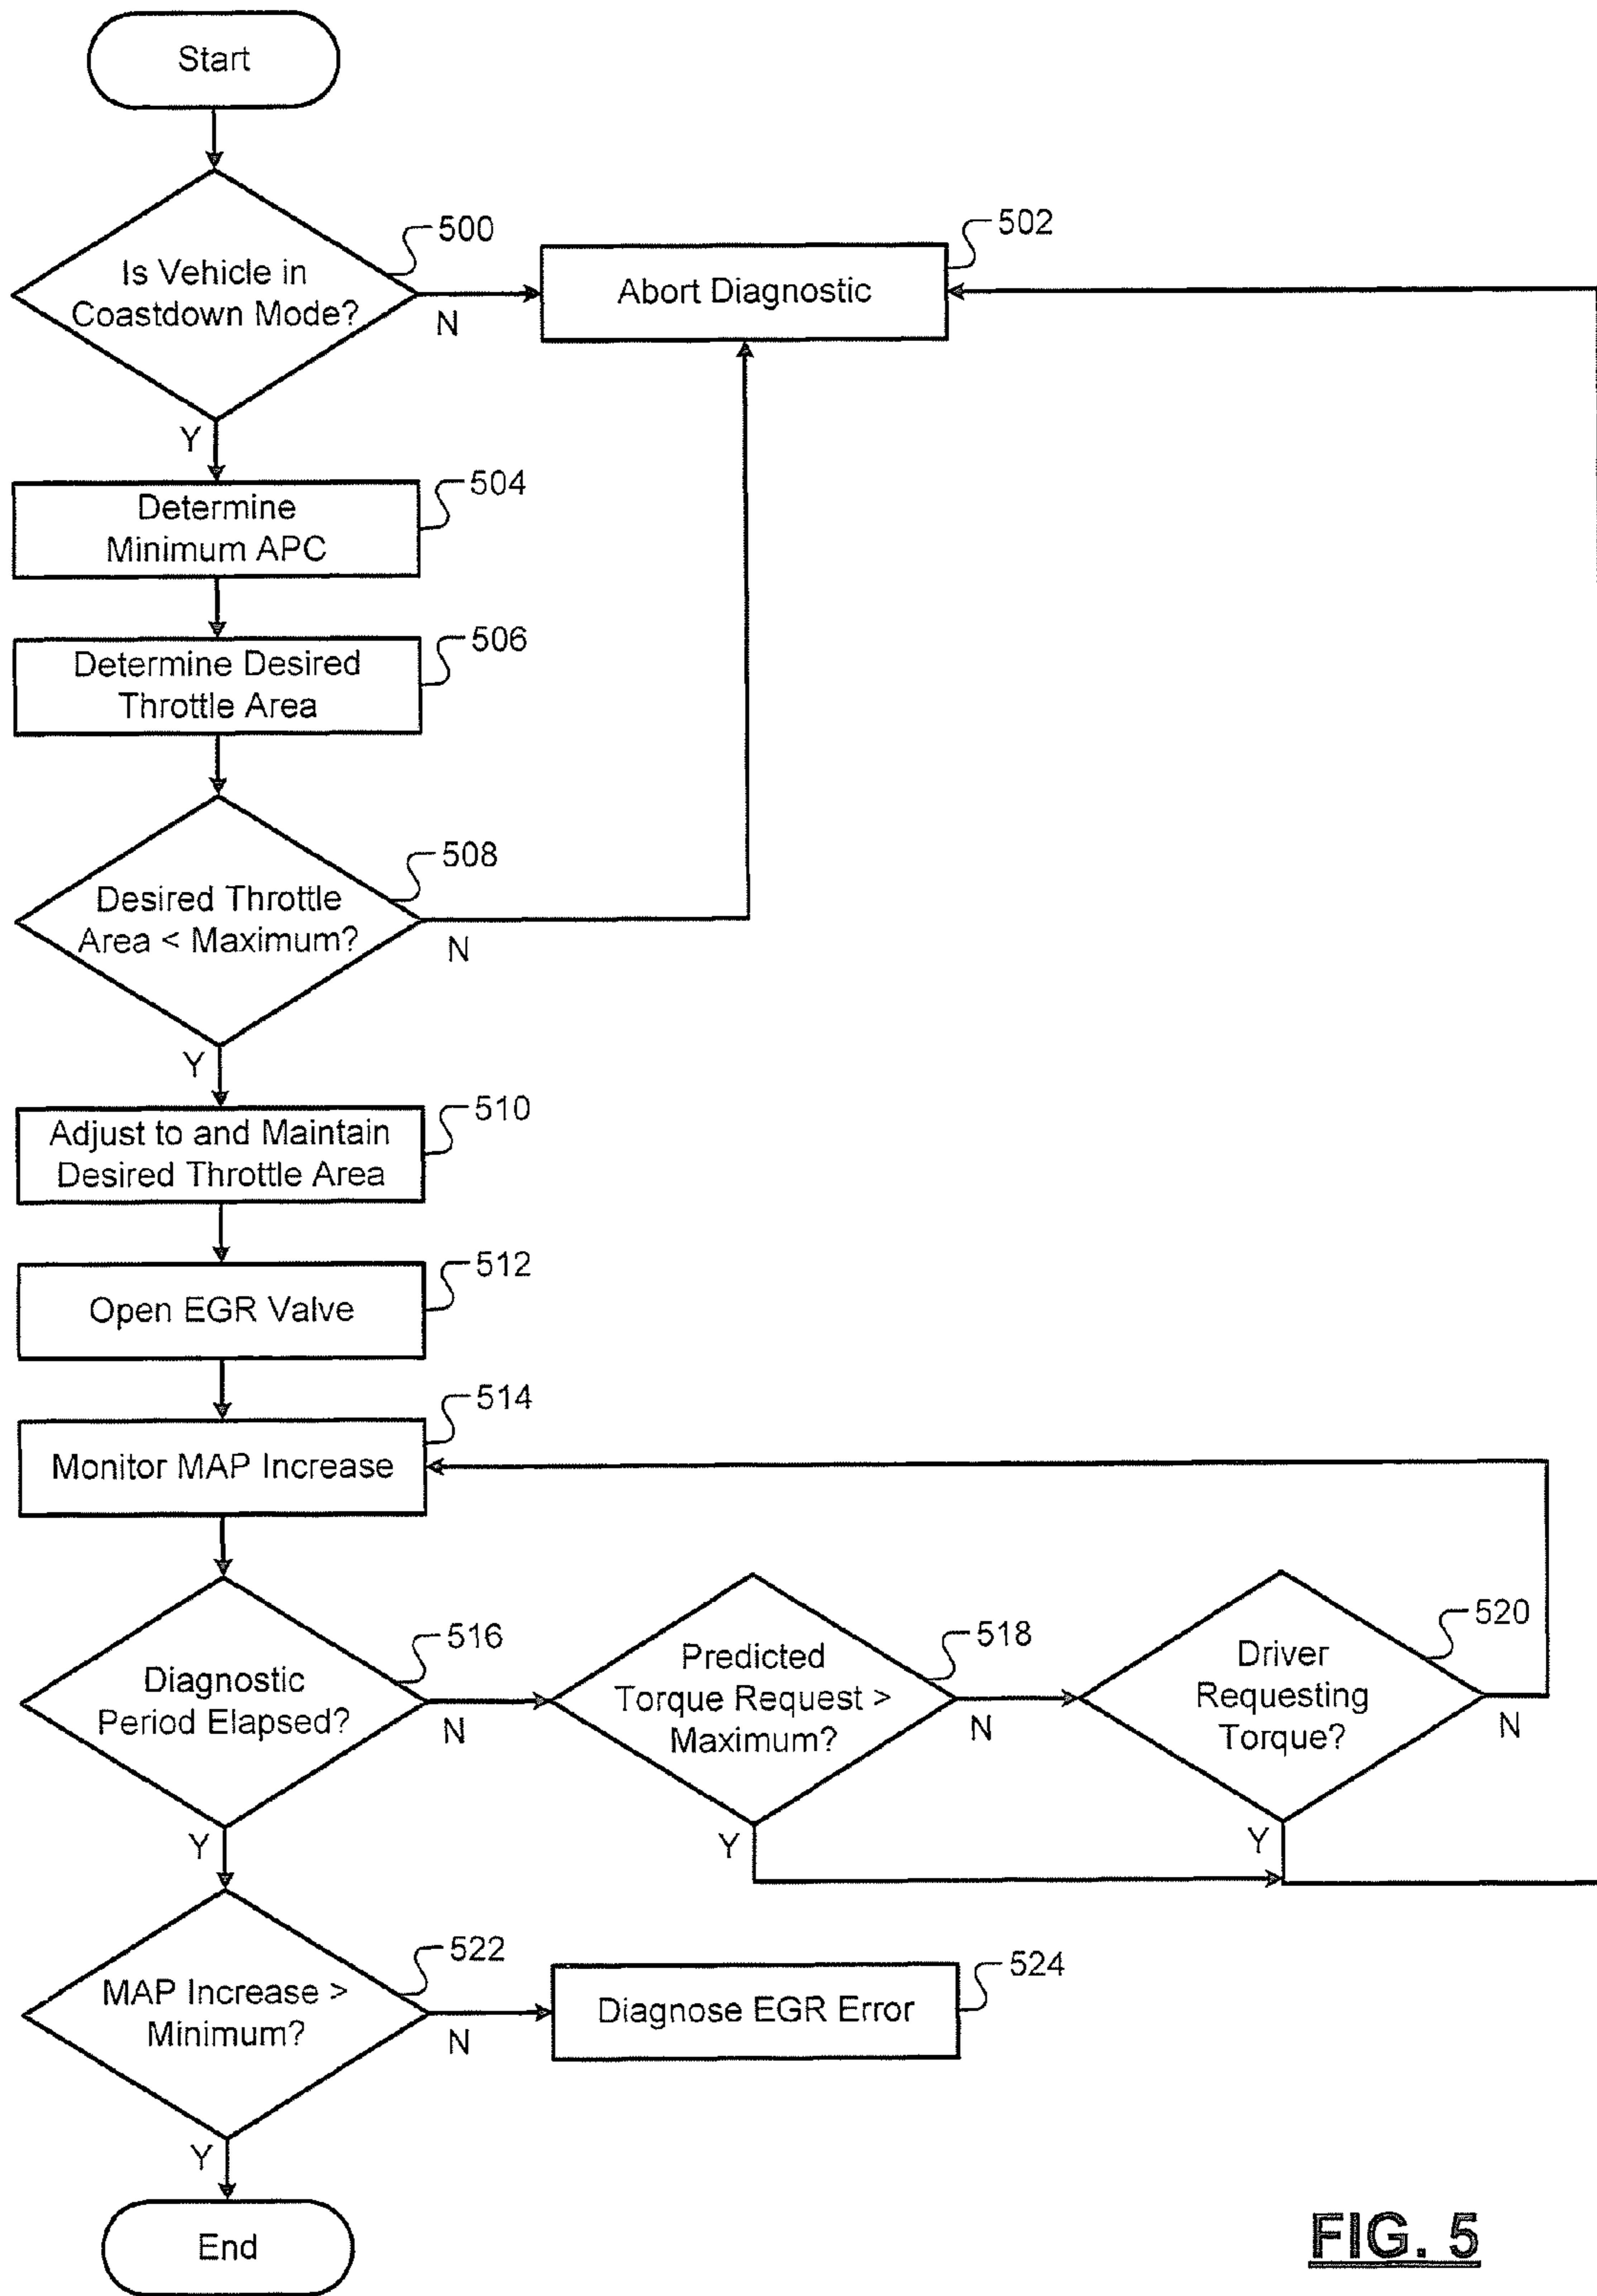 Start
500
Is Vehicle in
Coastdown Mode?
N
Y
502
Abort Diagnostic
504
Determine
Minimum APC
506
Determine Desired
Throttle Area
508
Desired Throttle
Area < Maximum?
N
Y
510
Adjust to and Maintain
Desired Throttle Area
512
Open EGR Valve
514
Monitor MAP Increase
516
Diagnostic
Period Elapsed?
N
Y
518
Predicted
Torque Request >
Maximum?
N
Y
520
Driver
Requesting
Torque?
N
Y
522
MAP Increase >
Minimum?
N
Y
524
Diagnose EGR Error
End
FIG. 5